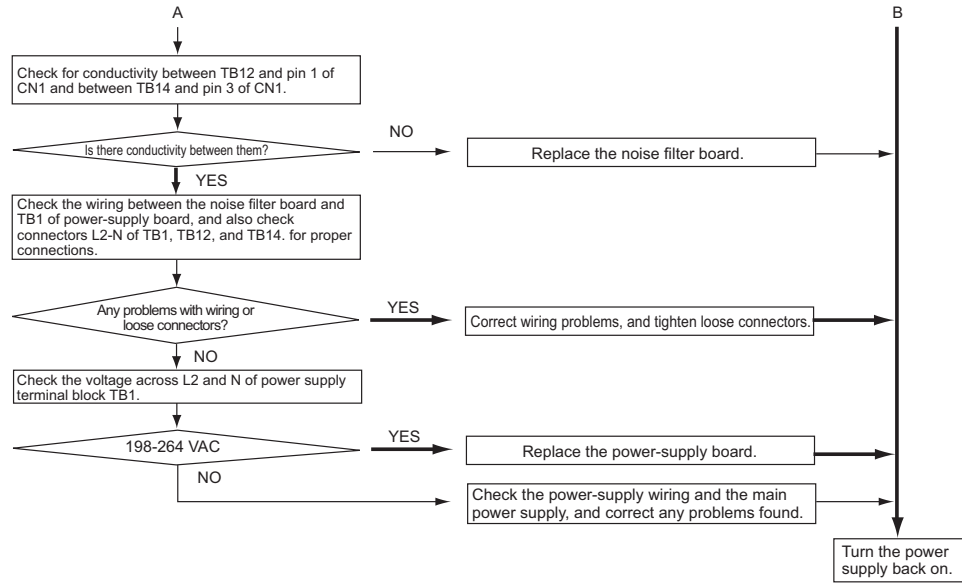 A
B
Check for conductivity between TB12 and pin 1 of
CN1 and between TB14 and pin 3 of CN1.
Is there conductivity between them?
NO
Replace the noise filter board.
YES
Check the wiring between the noise filter board and
TB1 of power-supply board, and also check
connectors L2-N of TB1, TB12, and TB14. for proper
connections.
Any problems with wiring or
loose connectors?
YES
Correct wiring problems, and tighten loose connectors.
NO
Check the voltage across L2 and N of power supply
terminal block TB1.
198-264 VAC
YES
Replace the power-supply board.
NO
Check the power-supply wiring and the main
power supply, and correct any problems found.
Turn the power
supply back on.